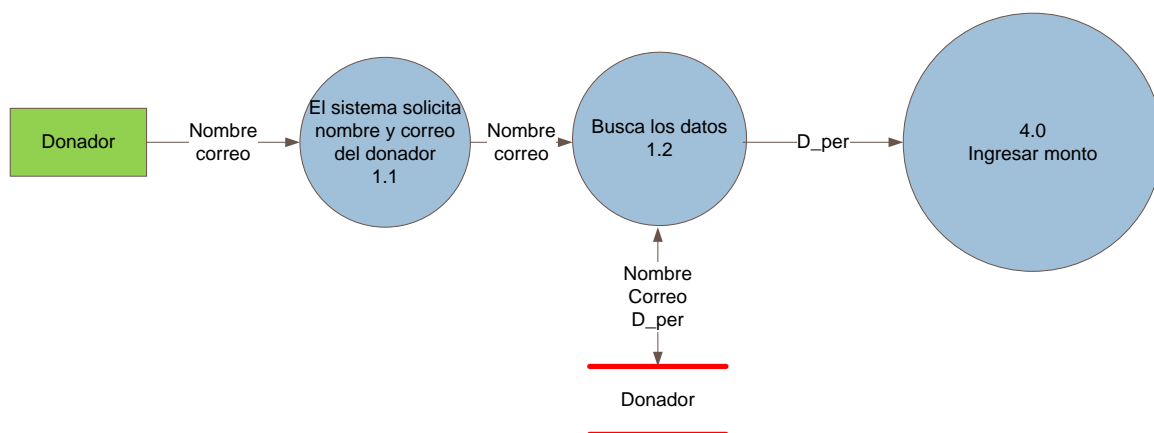 Donador
Nombre
correo
El sistema solicita
nombre y correo
del donador
1.1
Nombre
correo
Busca los datos
1.2
D_per
4.0
Ingresar monto
Nombre
Correo
D_per
Donador